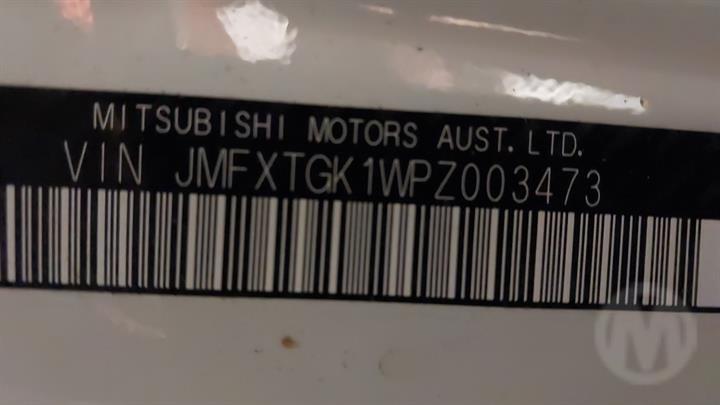 MITSUBISHI MOTORS AUST. LTD.
VIN JMFXTGK1WPZ003473
M